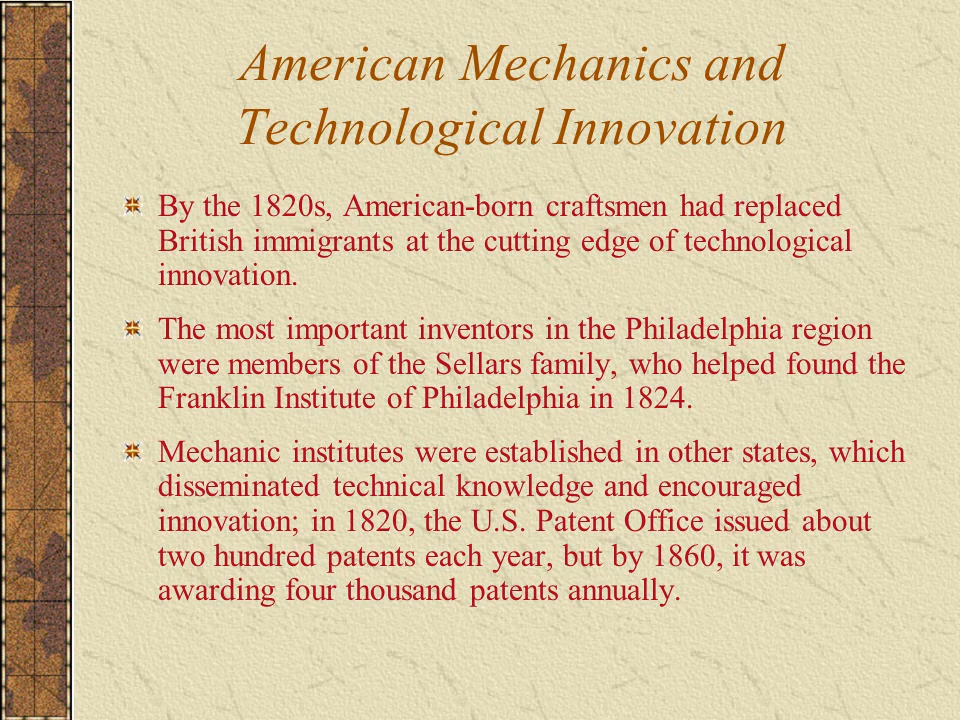 American Mechanics and
Technological Innovation
By the 1820s, American-born craftsmen had replaced
British immigrants at the cutting edge of technological
innovation.
The most important inventors in the Philadelphia region
were members of the Sellars family, who helped found the
Franklin Institute of Philadelphia in 1824.
Mechanic institutes were established in other states, which
disseminated technical knowledge and encouraged
innovation; in 1820, the U.S. Patent Office issued about
two hundred patents each year, but by 1860, it was
awarding four thousand patents annually.